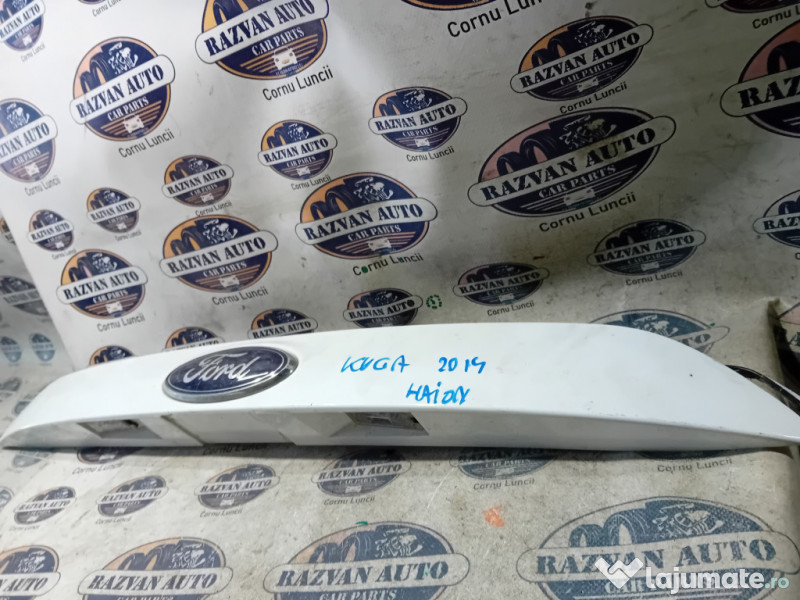 RAZVAN AUTO
CAR PARTS
Cornu Luncii
Ford
KUGA 2014
HAION
lajumate.ro